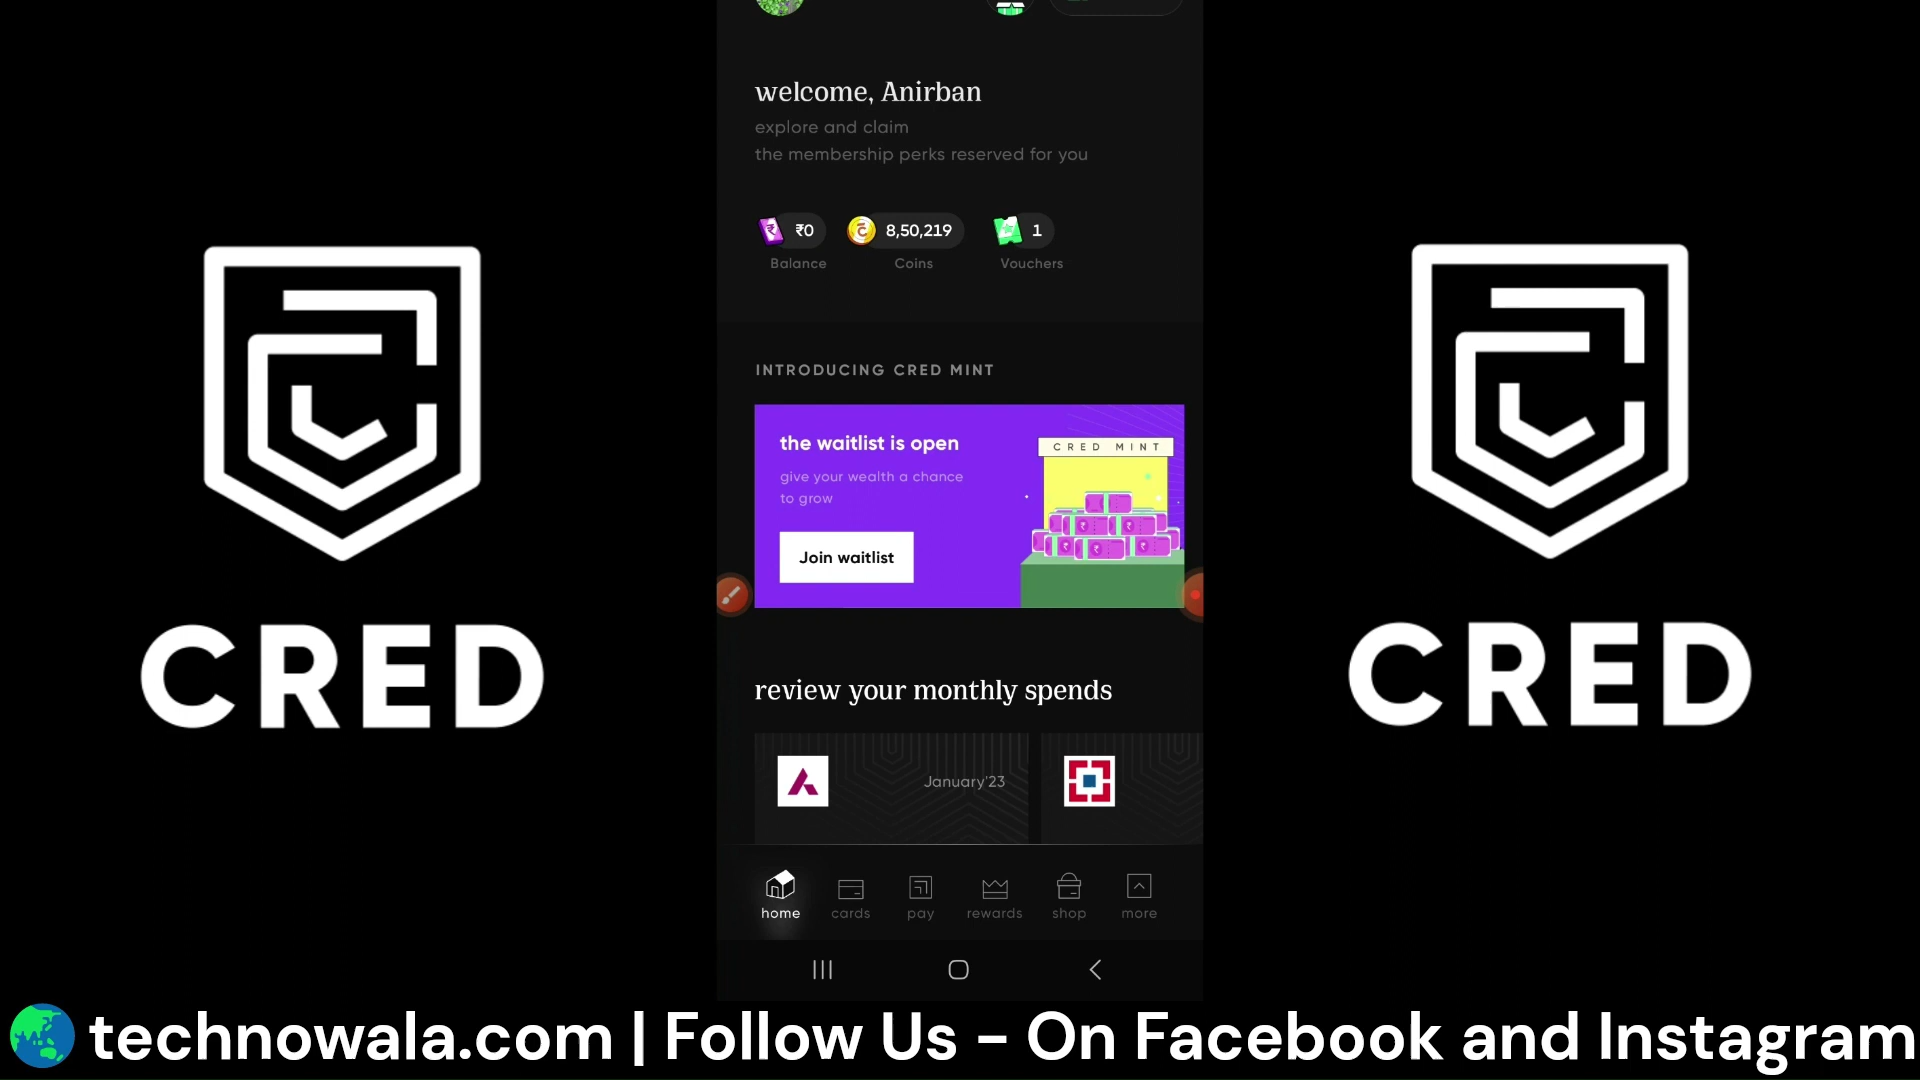 welcome, Anirban
explore and claim
the membership perks reserved for you
₹0
8,50,219
1
Balance
Coins
Vouchers
INTRODUCING CRED MINT
the waitlist is open
give your wealth a chance
to grow
Join waitlist
CRED MINT
review your monthly spends
January'23
home
cards
pay
rewards
shop
more
CRED
CRED
technowala.com | Follow Us – On Facebook and Instagram